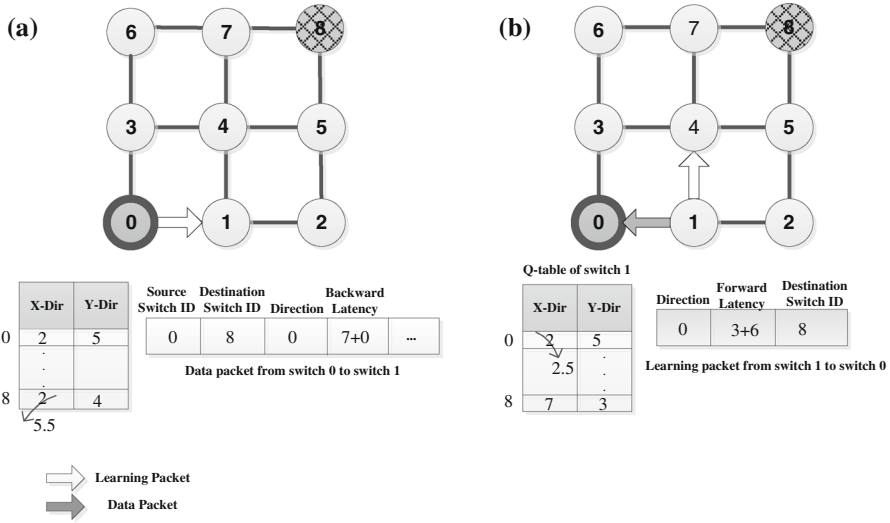 (a)
6 7 8
3 4 5
0 1 2
X-Dir Y-Dir
0 2 5
.
.
.
8 2 4
5.5
Source Switch ID
Destination Switch ID
Direction
Backward Latency
0 8 0 7+0 ...
Data packet from switch 0 to switch 1
Learning Packet
Data Packet
(b)
6 7 8
3 4 5
0 1 2
Q-table of switch 1
X-Dir Y-Dir
0 2 5
2.5
.
.
.
8 7 3
Direction
Forward Latency
Destination Switch ID
0 3+6 8
Learning packet from switch 1 to switch 0